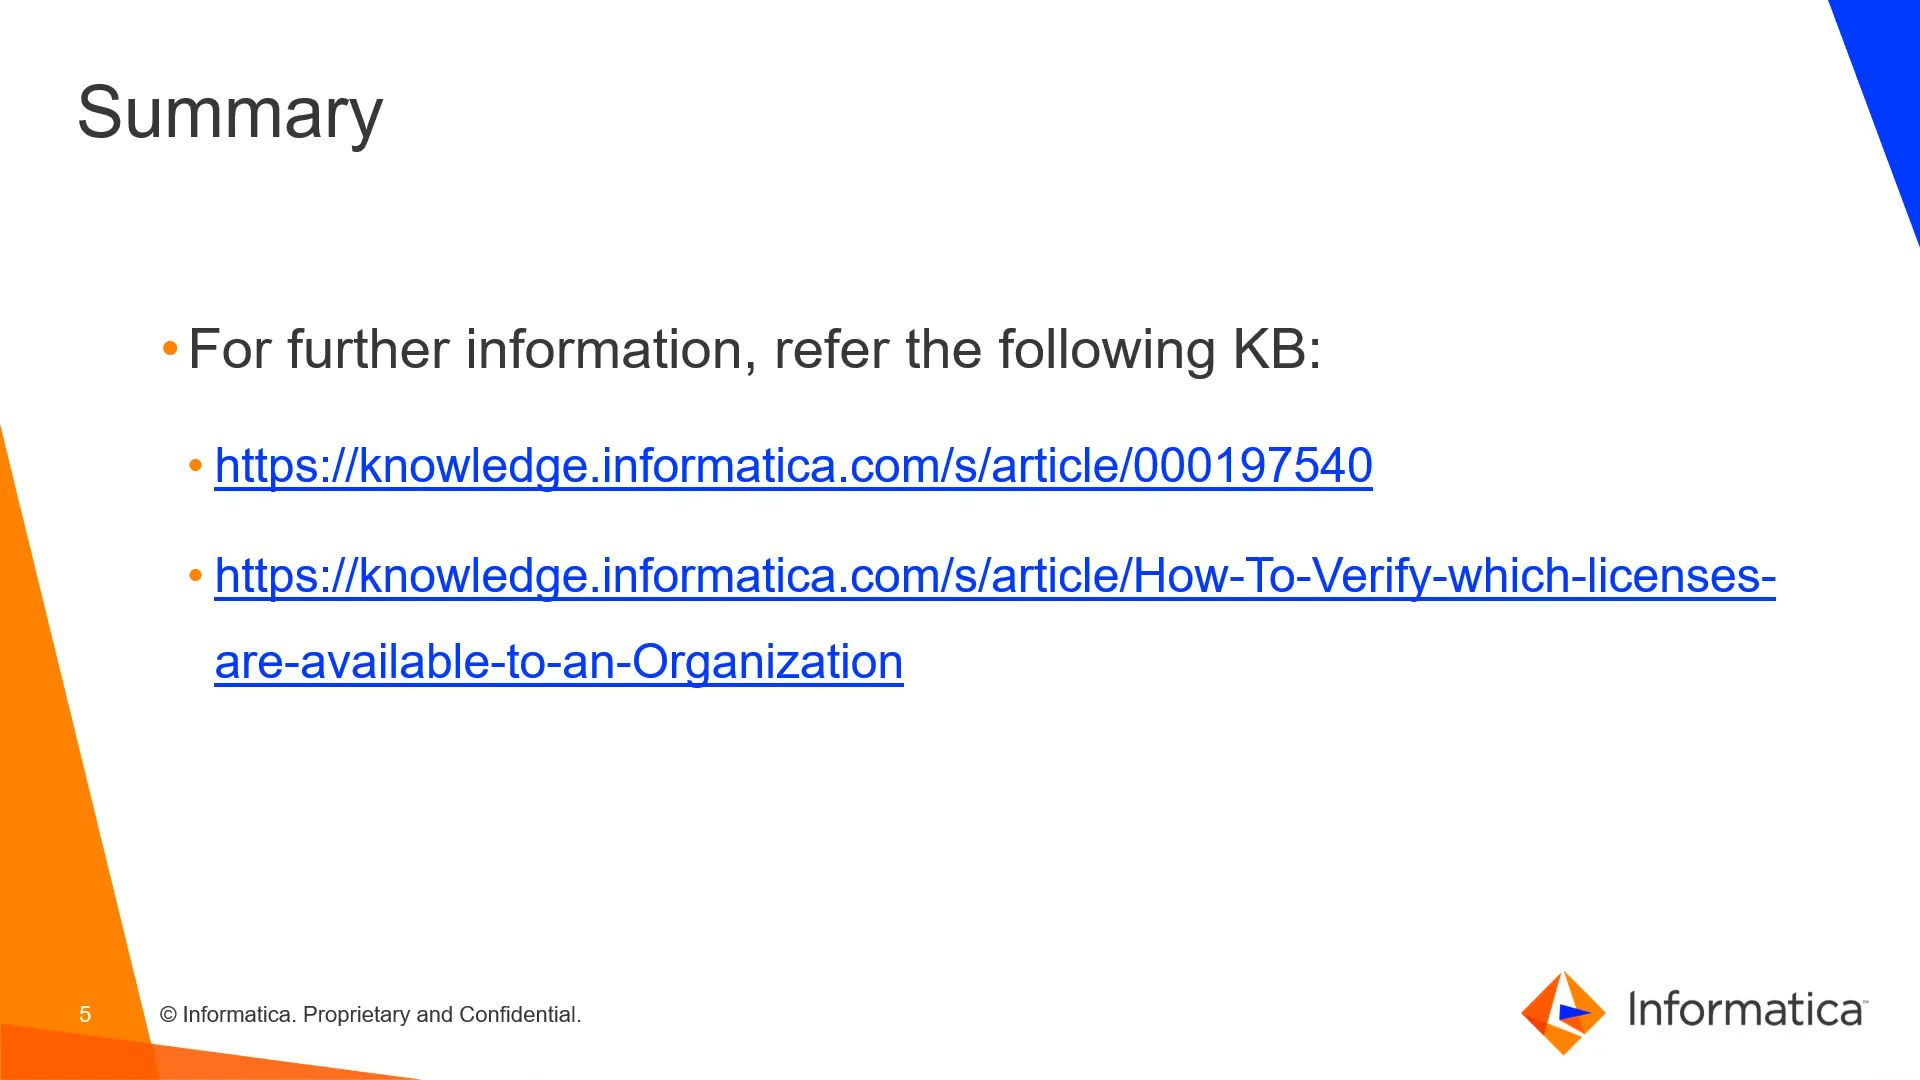 Summary
• For further information, refer the following KB:
• https://knowledge.informatica.com/s/article/000197540
• https://knowledge.informatica.com/s/article/How-To-Verify-which-licenses-
are-available-to-an-Organization
5
© Informatica. Proprietary and Confidential.
Informatica™